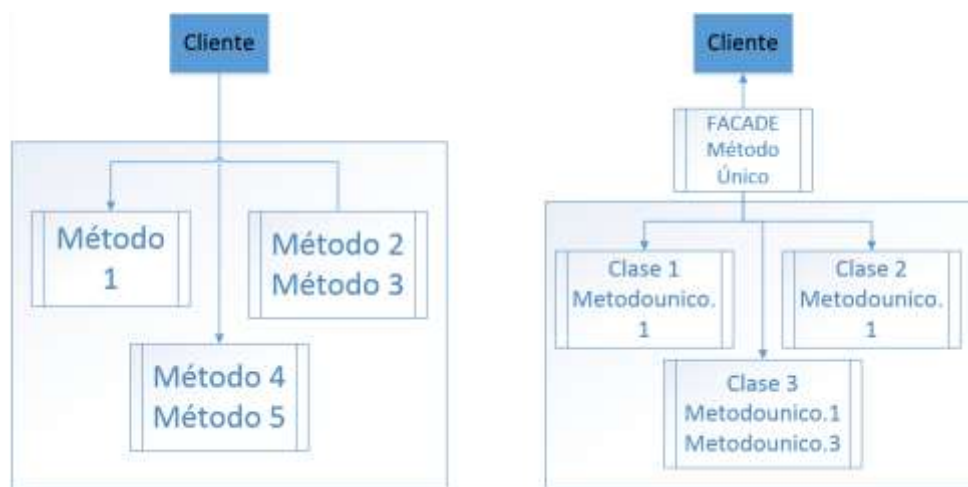 Cliente
Método
1
Método 2
Método 3
Método 4
Método 5
Cliente
FACADE
Método
Único
Clase 1
Metodounico.
1
Clase 2
Metodounico.
1
Clase 3
Metodounico.1
Metodounico.3